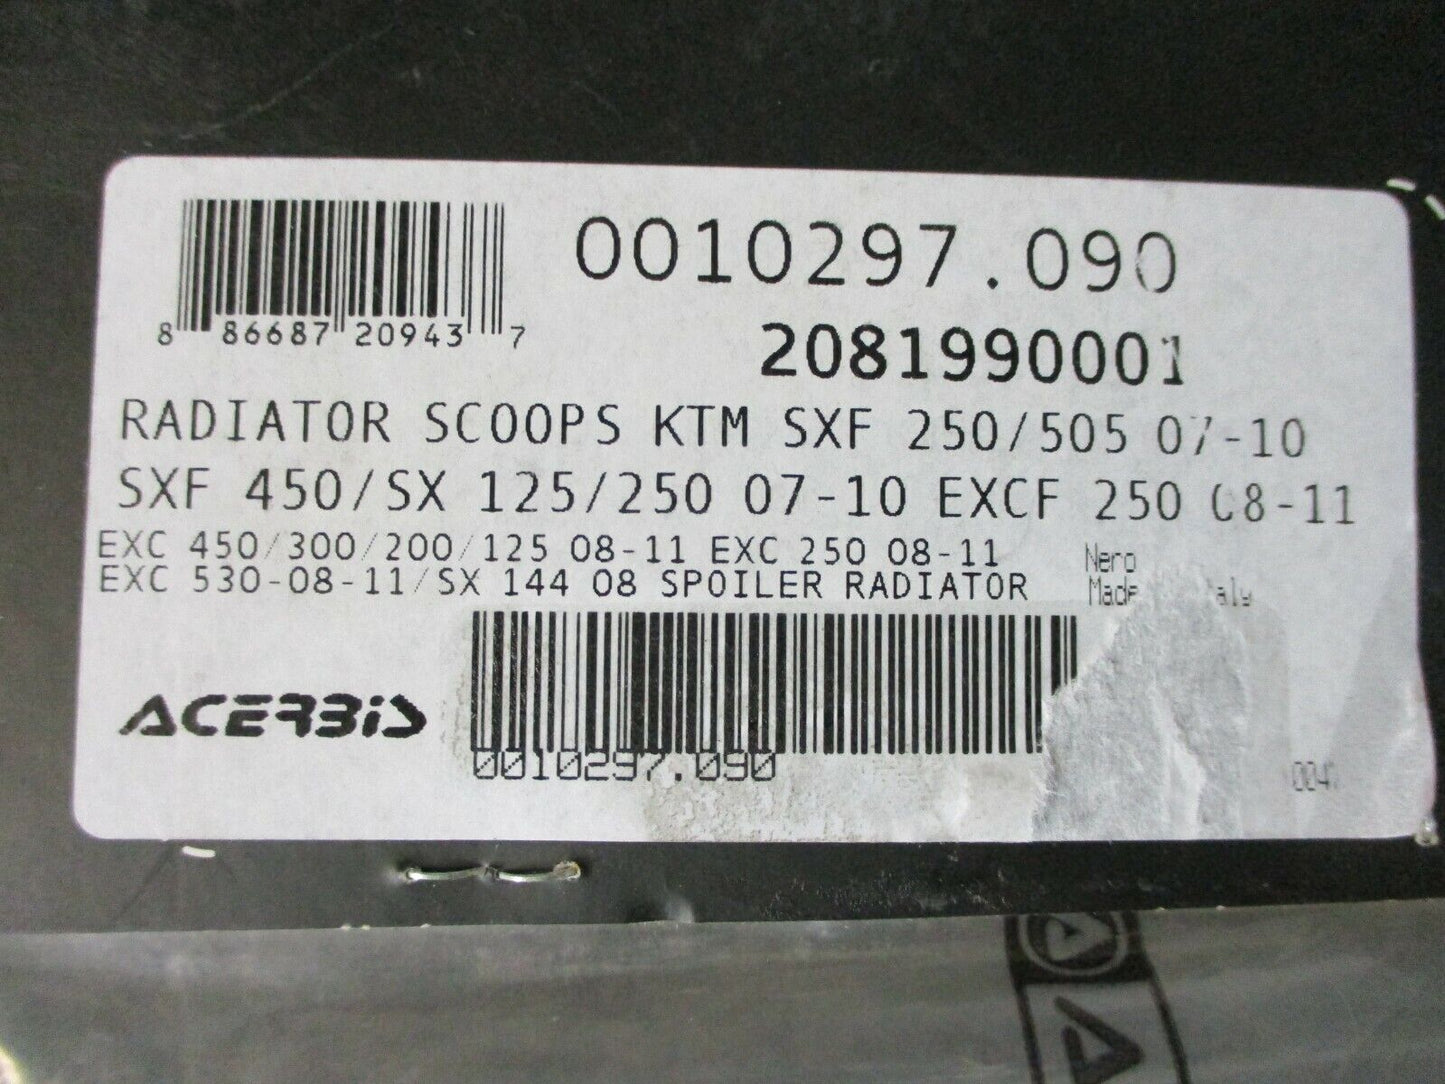 0010297.090
8 86687 20943 7
2081990001
RADIATOR SCOOPS KTM SXF 250/505 07-10
SXF 450/SX 125/250 07-10 EXCF 250 08-11
EXC 450/300/200/125 08-11 EXC 250 08-11
EXC 530-08-11/SX 144 08 SPOILER RADIATOR
Nero
Made
ACERBIS
0010297.090